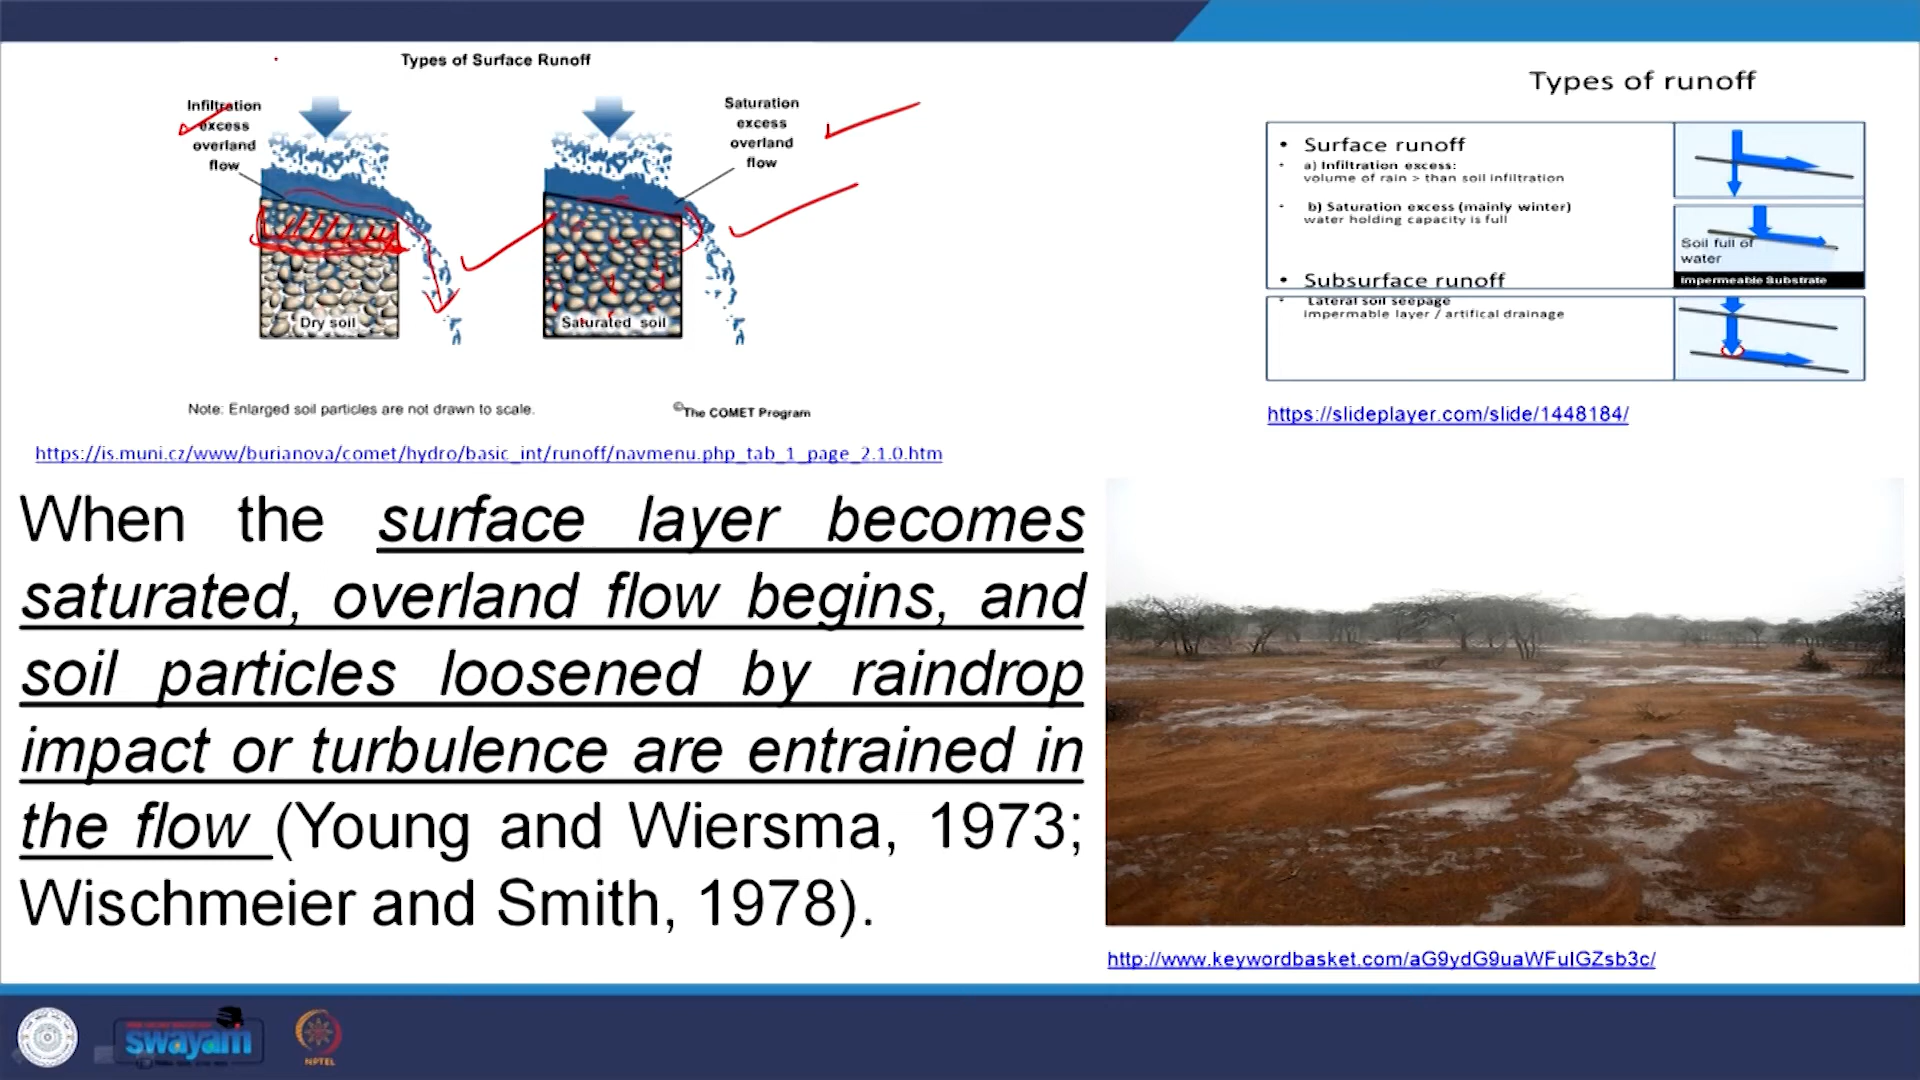 Types of Surface Runoff
Infiltration
excess
overland
flow
Saturation
excess
overland
flow
Dry soil
Saturated soil
Note: Enlarged soil particles are not drawn to scale.
©The COMET Program
https://is.muni.cz/www/burianova/comet/hydro/basic_int/runoff/navmenu.php_tab_1_page_2.1.0.htm
Types of runoff
• Surface runoff
• a) Infiltration excess:
volume of rain > than soil infiltration
• b) Saturation excess (mainly winter)
water holding capacity is full
Soil full of
water
Impermeable Substrate
• Subsurface runoff
• Lateral soil seepage
impermable layer / artifical drainage
https://slideplayer.com/slide/1448184/
When the surface layer becomes
saturated, overland flow begins, and
soil particles loosened by raindrop
impact or turbulence are entrained in
the flow (Young and Wiersma, 1973;
Wischmeier and Smith, 1978).
http://www.keywordbasket.com/aG9ydG9uaWFuIGZsb3c/
swayam
NPTEL